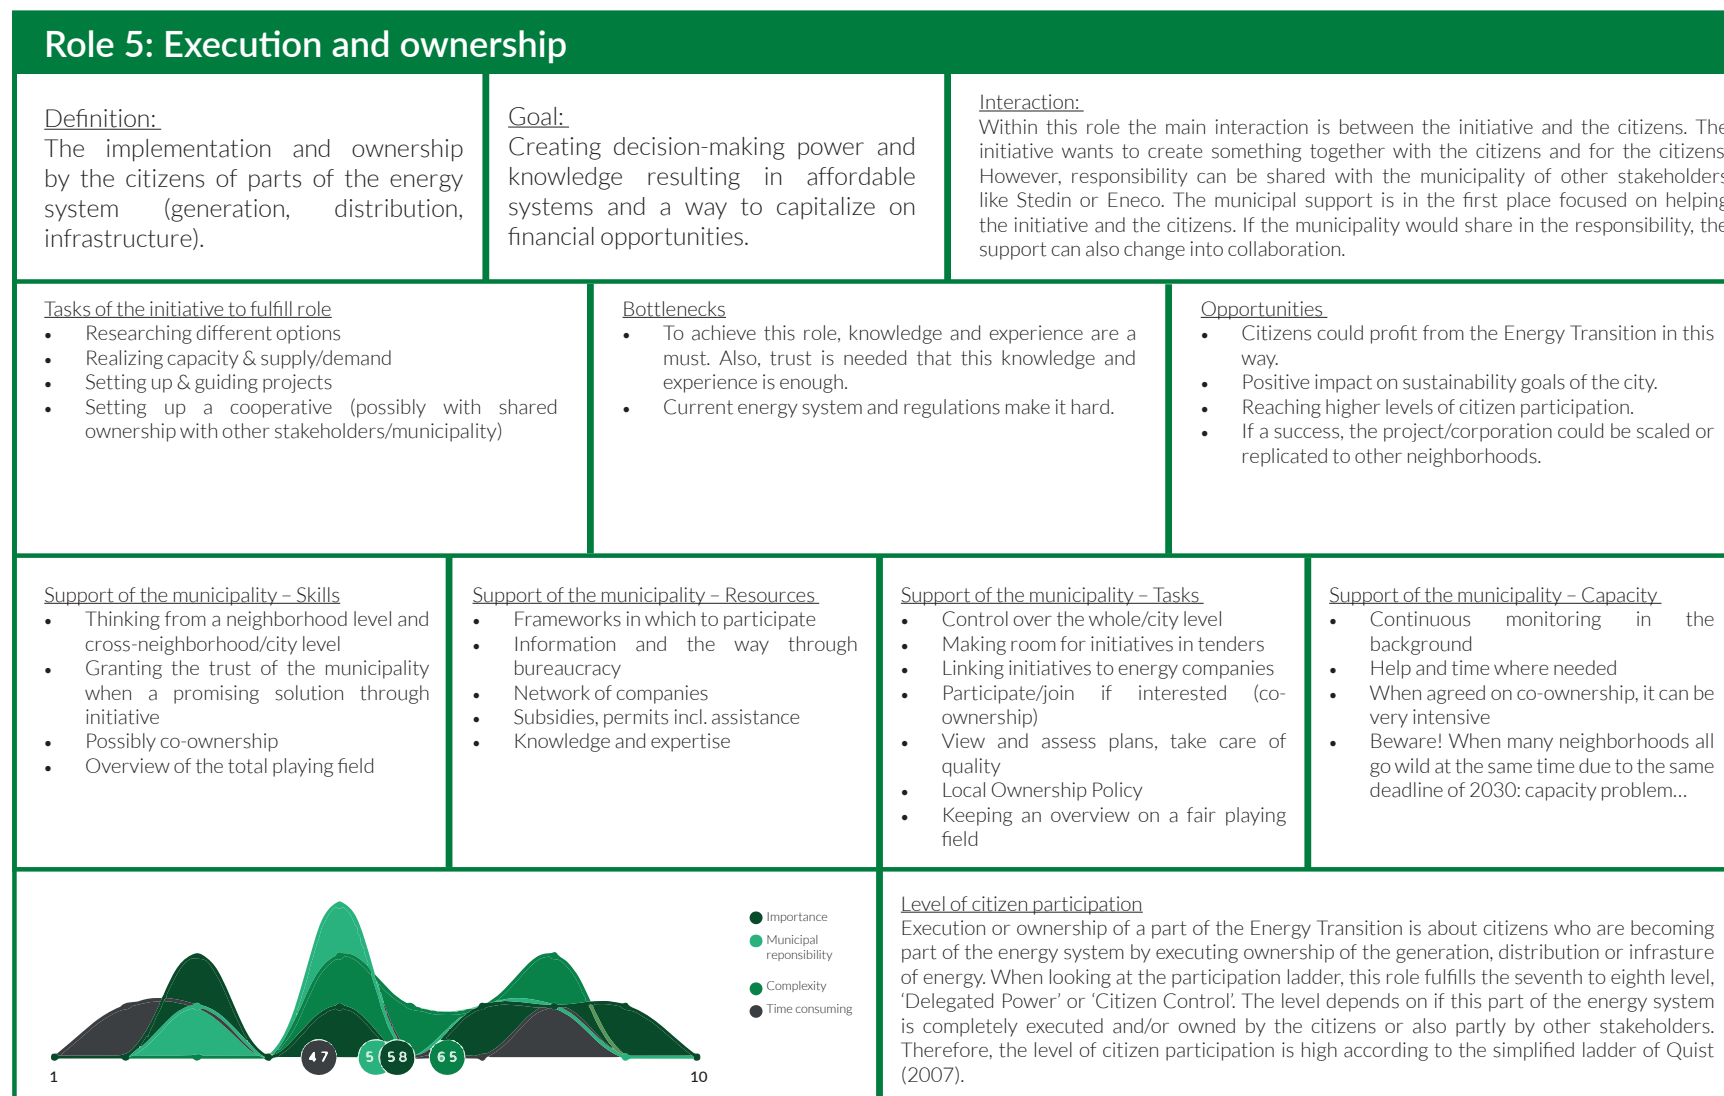 Role 5: Execution and ownership
Definition:
The implementation and ownership
by the citizens of parts of the energy
system (generation, distribution,
infrastructure).
Goal:
Creating decision-making power and
knowledge resulting in affordable
systems and a way to capitalize on
financial opportunities.
Interaction:
Within this role the main interaction is between the initiative and the citizens. The
initiative wants to create something together with the citizens and for the citizens
However, responsibility can be shared with the municipality of other stakeholders
like Stedin or Eneco. The municipal support is in the first place focused on helping
the initiative and the citizens. If the municipality would share in the responsibility, the
support can also change into collaboration.
Tasks of the initiative to fulfill role
• Researching different options
• Realizing capacity & supply/demand
• Setting up & guiding projects
• Setting up a cooperative (possibly with shared
ownership with other stakeholders/municipality)
Bottlenecks
• To achieve this role, knowledge and experience are a
must. Also, trust is needed that this knowledge and
experience is enough.
• Current energy system and regulations make it hard.
Opportunities
• Citizens could profit from the Energy Transition in this
way.
• Positive impact on sustainability goals of the city.
• Reaching higher levels of citizen participation.
• If a success, the project/corporation could be scaled or
replicated to other neighborhoods.
Support of the municipality – Skills
• Thinking from a neighborhood level and
cross-neighborhood/city level
• Granting the trust of the municipality
when a promising solution through
initiative
• Possibly co-ownership
• Overview of the total playing field
Support of the municipality – Resources
• Frameworks in which to participate
• Information and the way through
bureaucracy
• Network of companies
• Subsidies, permits incl. assistance
• Knowledge and expertise
Support of the municipality – Tasks
• Control over the whole/city level
• Making room for initiatives in tenders
• Linking initiatives to energy companies
• Participate/join if interested (co-
ownership)
• View and assess plans, take care of
quality
• Local Ownership Policy
• Keeping an overview on a fair playing
field
Support of the municipality – Capacity
• Continuous monitoring in the
background
• Help and time where needed
• When agreed on co-ownership, it can be
very intensive
• Beware! When many neighborhoods all
go wild at the same time due to the same
deadline of 2030: capacity problem...
Importance
Municipal
reponsibility
Complexity
Time consuming
4 7
5
5 8
6 5
1
10
Level of citizen participation
Execution or ownership of a part of the Energy Transition is about citizens who are becoming
part of the energy system by executing ownership of the generation, distribution or infrasture
of energy. When looking at the participation ladder, this role fulfills the seventh to eighth level,
‘Delegated Power’ or ‘Citizen Control’. The level depends on if this part of the energy system
is completely executed and/or owned by the citizens or also partly by other stakeholders.
Therefore, the level of citizen participation is high according to the simplified ladder of Quist
(2007).